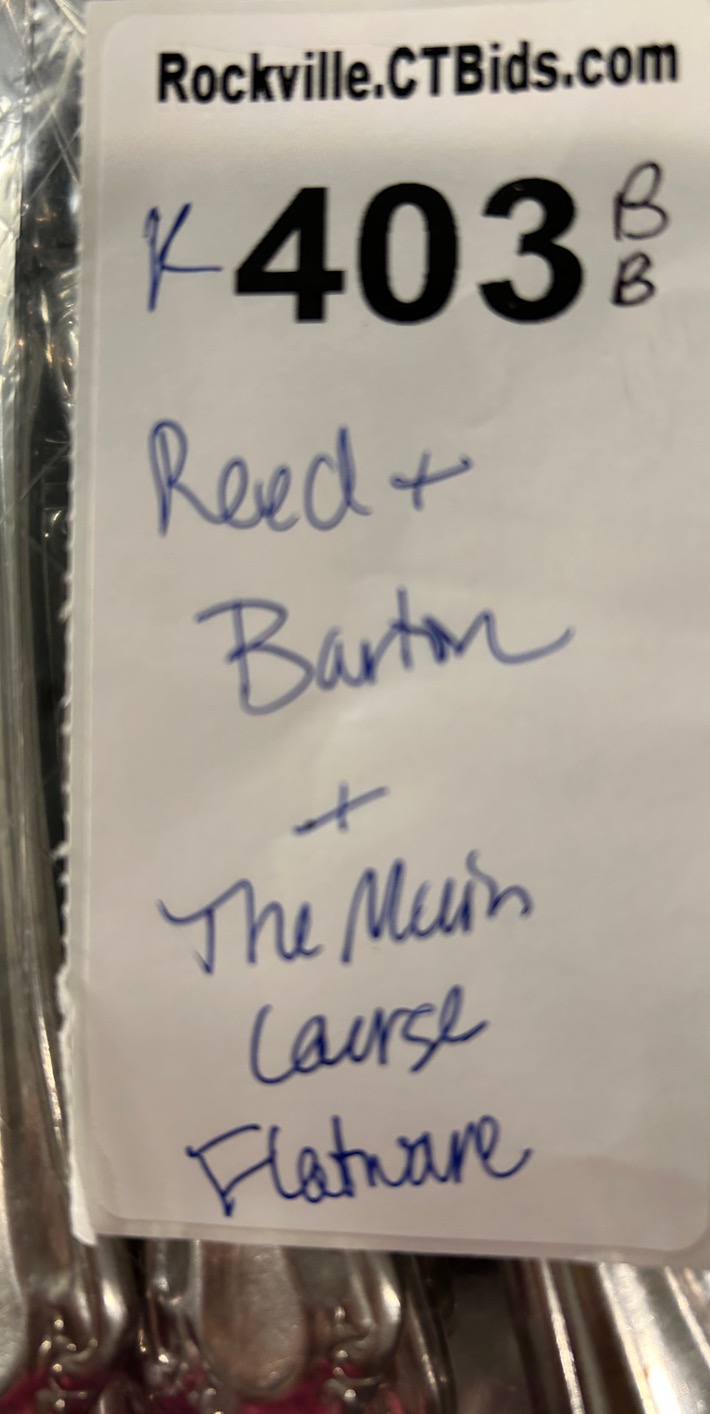 Rockville.CTBids.com
K 403 B
B
Reed +
Barton
+
The Main
Course
Flatware